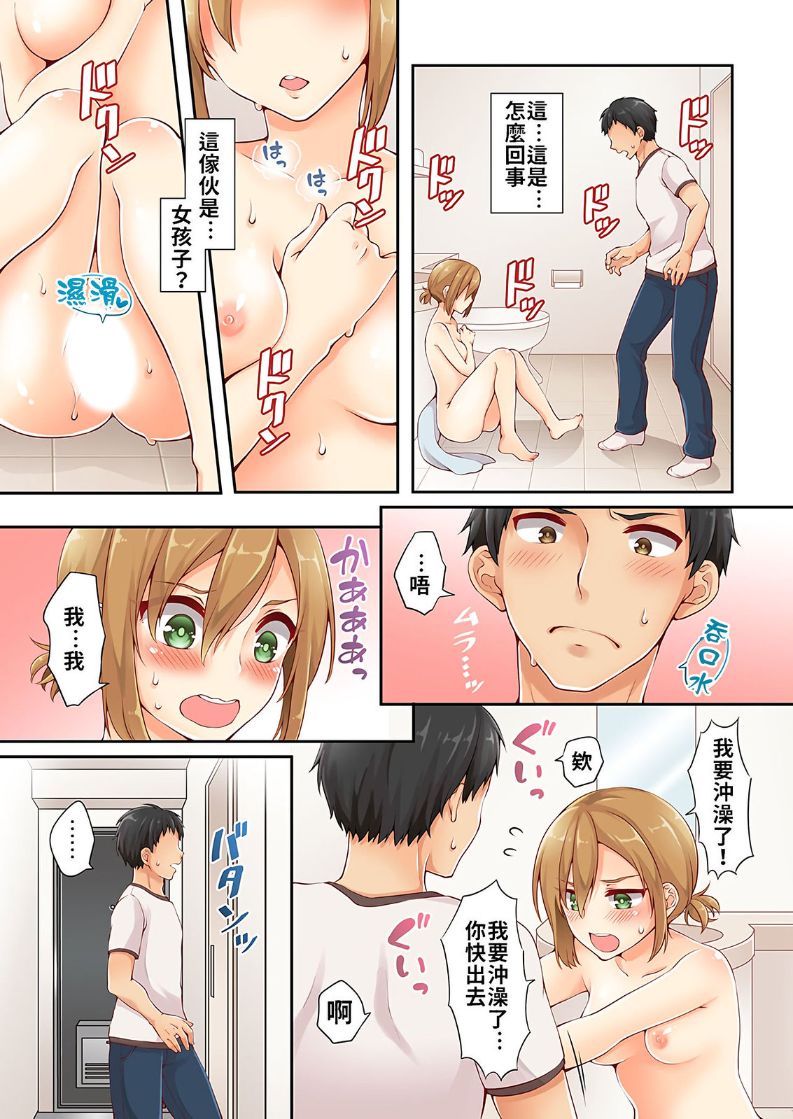 這…這是…
怎麼回事
ドッ
ドッ
ドッ
ドッ
這傢伙是…
女孩子？
ドクン
ドクン
ドクン
はっ
はっ
濕滑
…唔
ムラ…
吞口水
我…我
かあああっ
我要沖澡了！
欸
ぐいっ
我要沖澡了…
你快出去
ぐいっ
啊
バタンッ
……